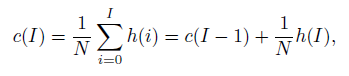 c(I) = \frac{1}{N} \sum_{i=0}^{I} h(i) = c(I - 1) + \frac{1}{N} h(I),